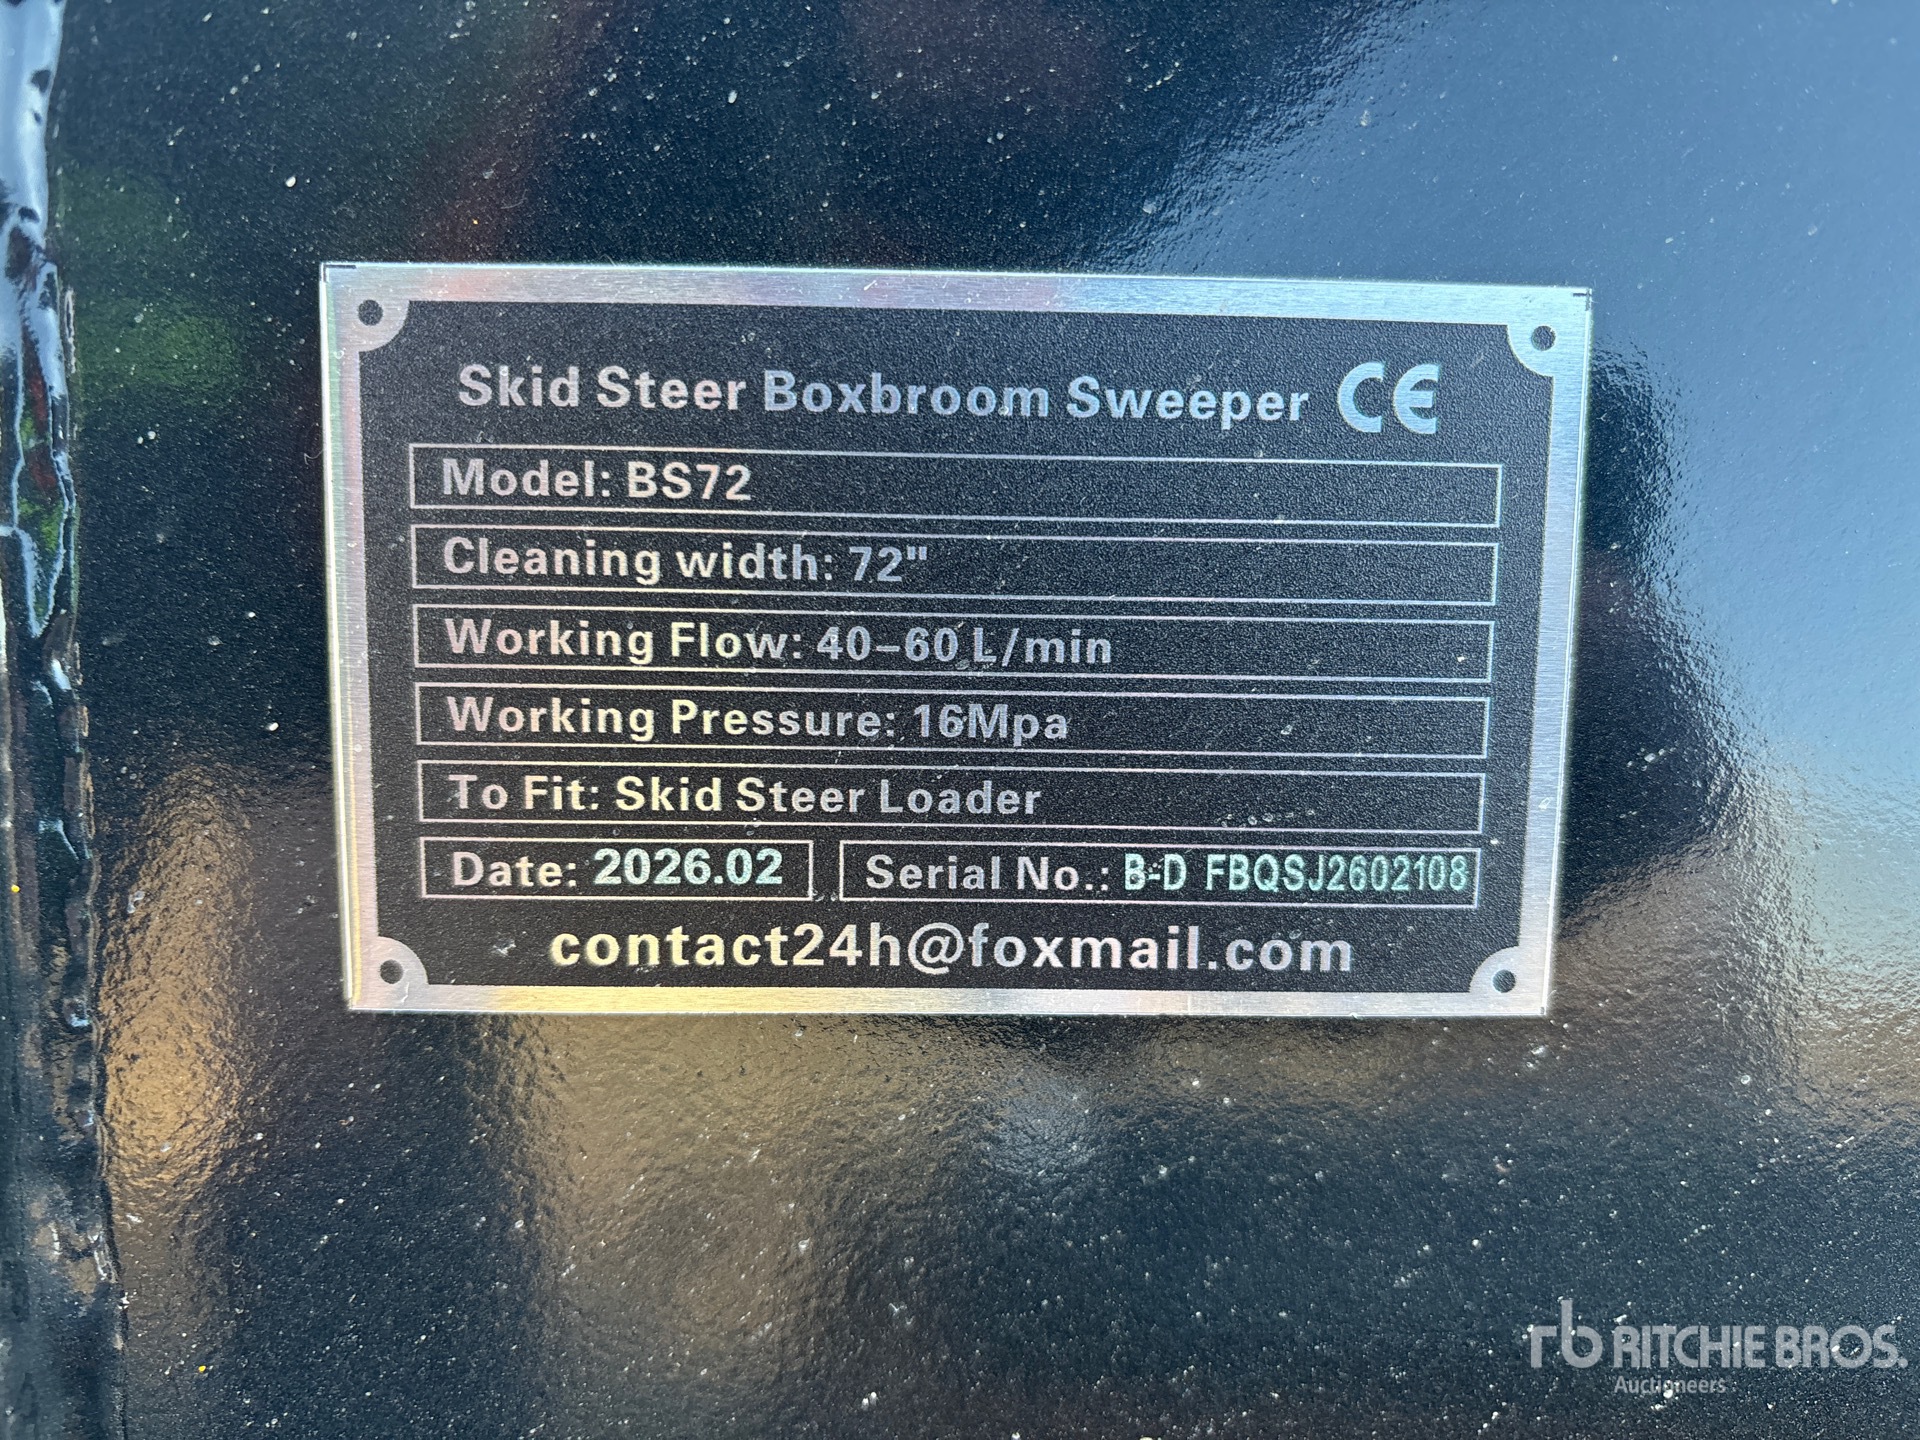 Skid Steer Boxbroom Sweeper CE
Model: BS72
Cleaning width: 72"
Working Flow: 40–60 L/min
Working Pressure: 16Mpa
To Fit: Skid Steer Loader
Date: 2026.02 Serial No.: B-D FBQSJ2602108
contact24h@foxmail.com
rb RITCHIE BROS.
Auctioneers